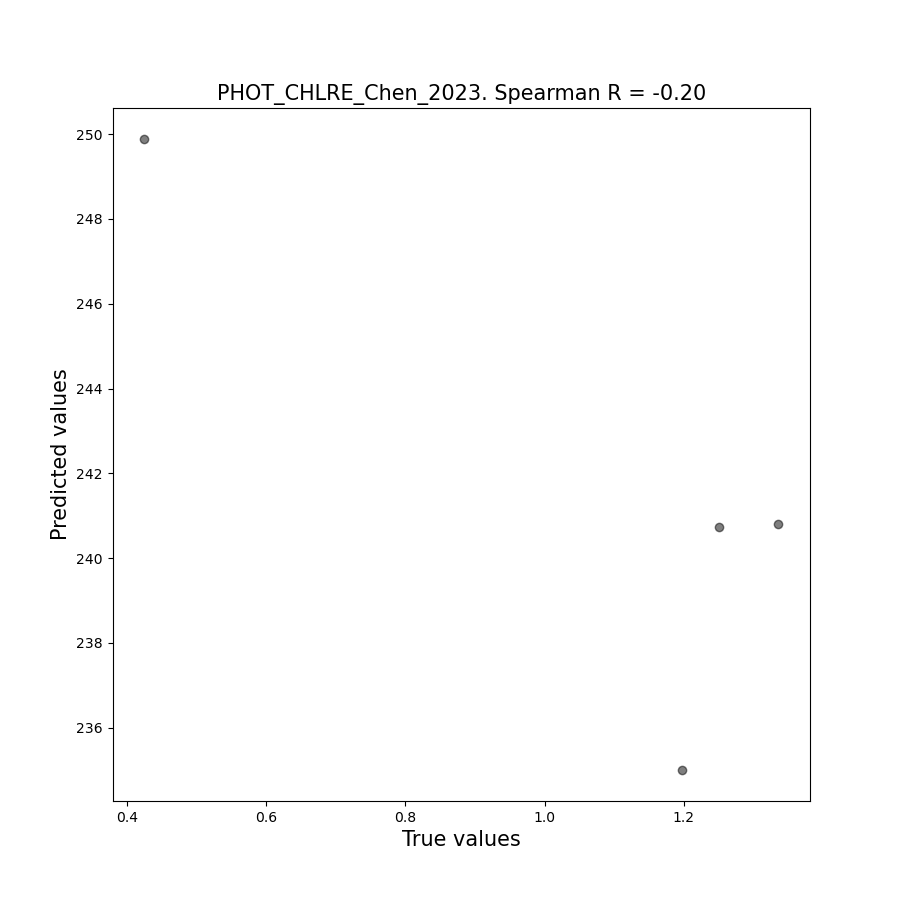 PHOT_CHLRE_Chen_2023. Spearman R = -0.20
250
248
246
244
242
240
238
236
Predicted values
0.4 0.6 0.8 1.0 1.2
True values